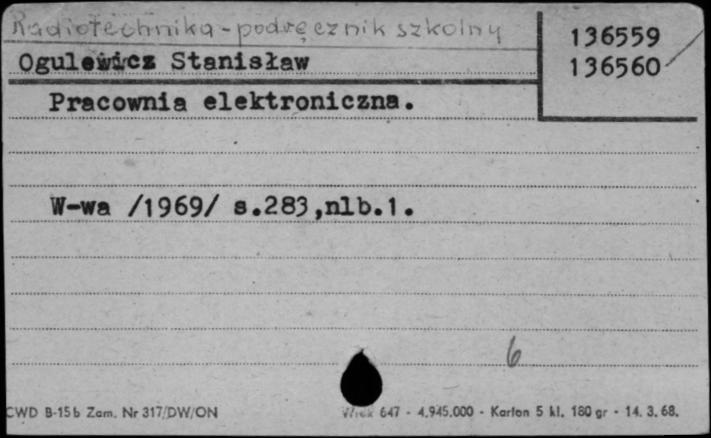 Radiotechnika - podręcznik szkolny
136559
Ogulewicz Stanisław
136560
Pracownia elektroniczna.
W-wa /1969/ s.283,nlb.1.
6
CWD B-15b Zam. Nr 317/DW/ON 647 - 4.945.000 - Karton 5 kl. 180 gr - 14. 3. 68.